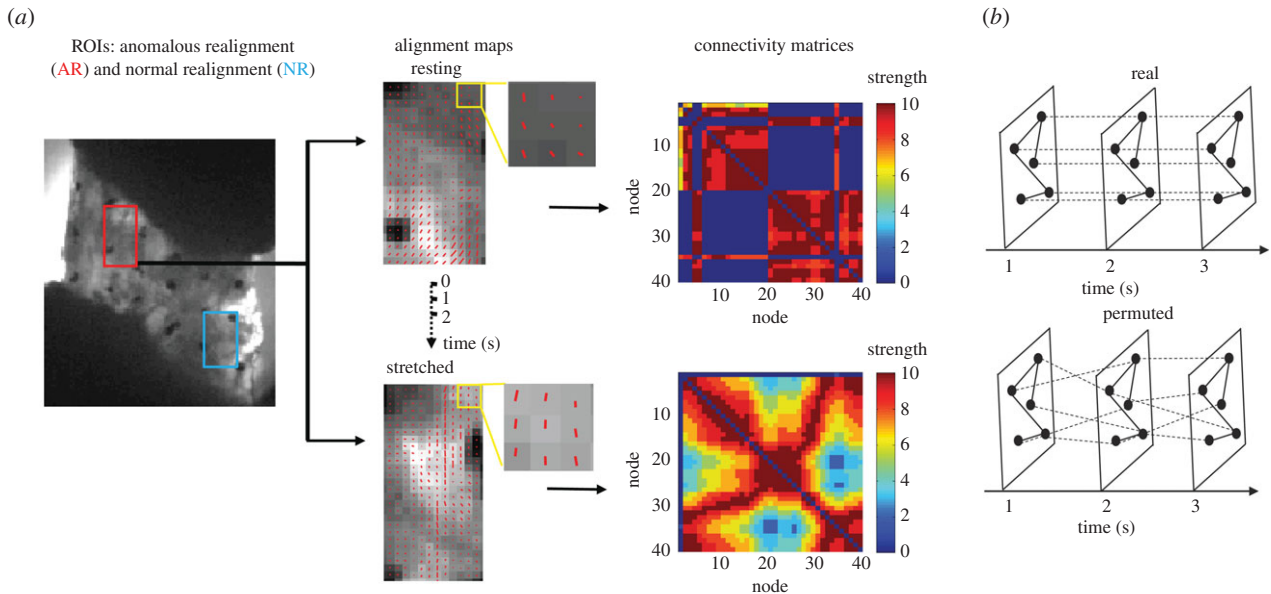 (a)
ROIs: anomalous realignment
(AR) and normal realignment (NR)
alignment maps
resting
0
1
2
time (s)
stretched
connectivity matrices
strength
10
8
6
4
2
0
node
10
20
30
40
10 20 30 40
node
strength
10
8
6
4
2
0
node
10
20
30
40
10 20 30 40
node
(b)
real
1 2 3
time (s)
permuted
1 2 3
time (s)